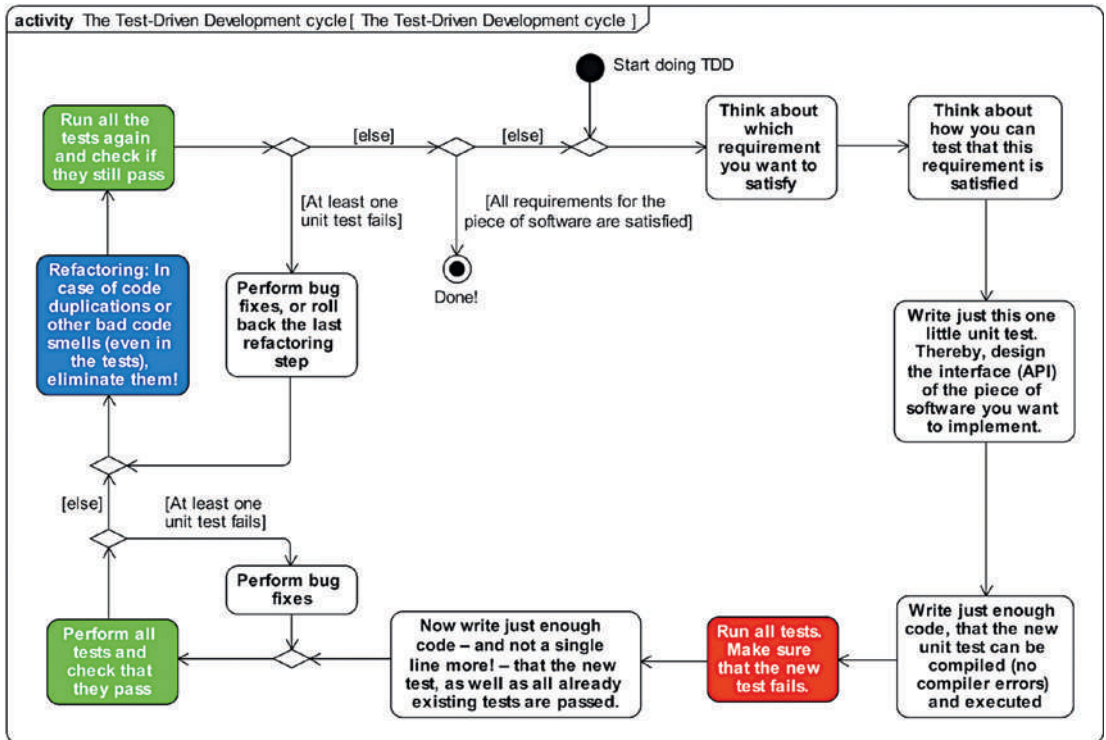 activity The Test-Driven Development cycle [ The Test-Driven Development cycle ]
Start doing TDD
Run all the
tests again
and check if
they still pass
[else]
[else]
Think about
which
requirement
you want to
satisfy
Think about
how you can
test that this
requirement is
satisfied
[At least one
unit test fails]
[All requirements for the
piece of software are satisfied]
Done!
Refactoring: In
case of code
duplications or
other bad code
smells (even in
the tests),
eliminate them!
Perform bug
fixes, or roll
back the last
refactoring
step
Write just this one
little unit test.
Thereby, design
the interface (API)
of the piece of
software you want
to implement.
[else]
[At least one
unit test fails]
Perform bug
fixes
Perform all
tests and
check that
they pass
Now write just enough
code – and not a single
line more! – that the new
test, as well as all already
existing tests are passed.
Run all tests.
Make sure
that the new
test fails.
Write just enough
code, that the new
unit test can be
compiled (no
compiler errors)
and executed